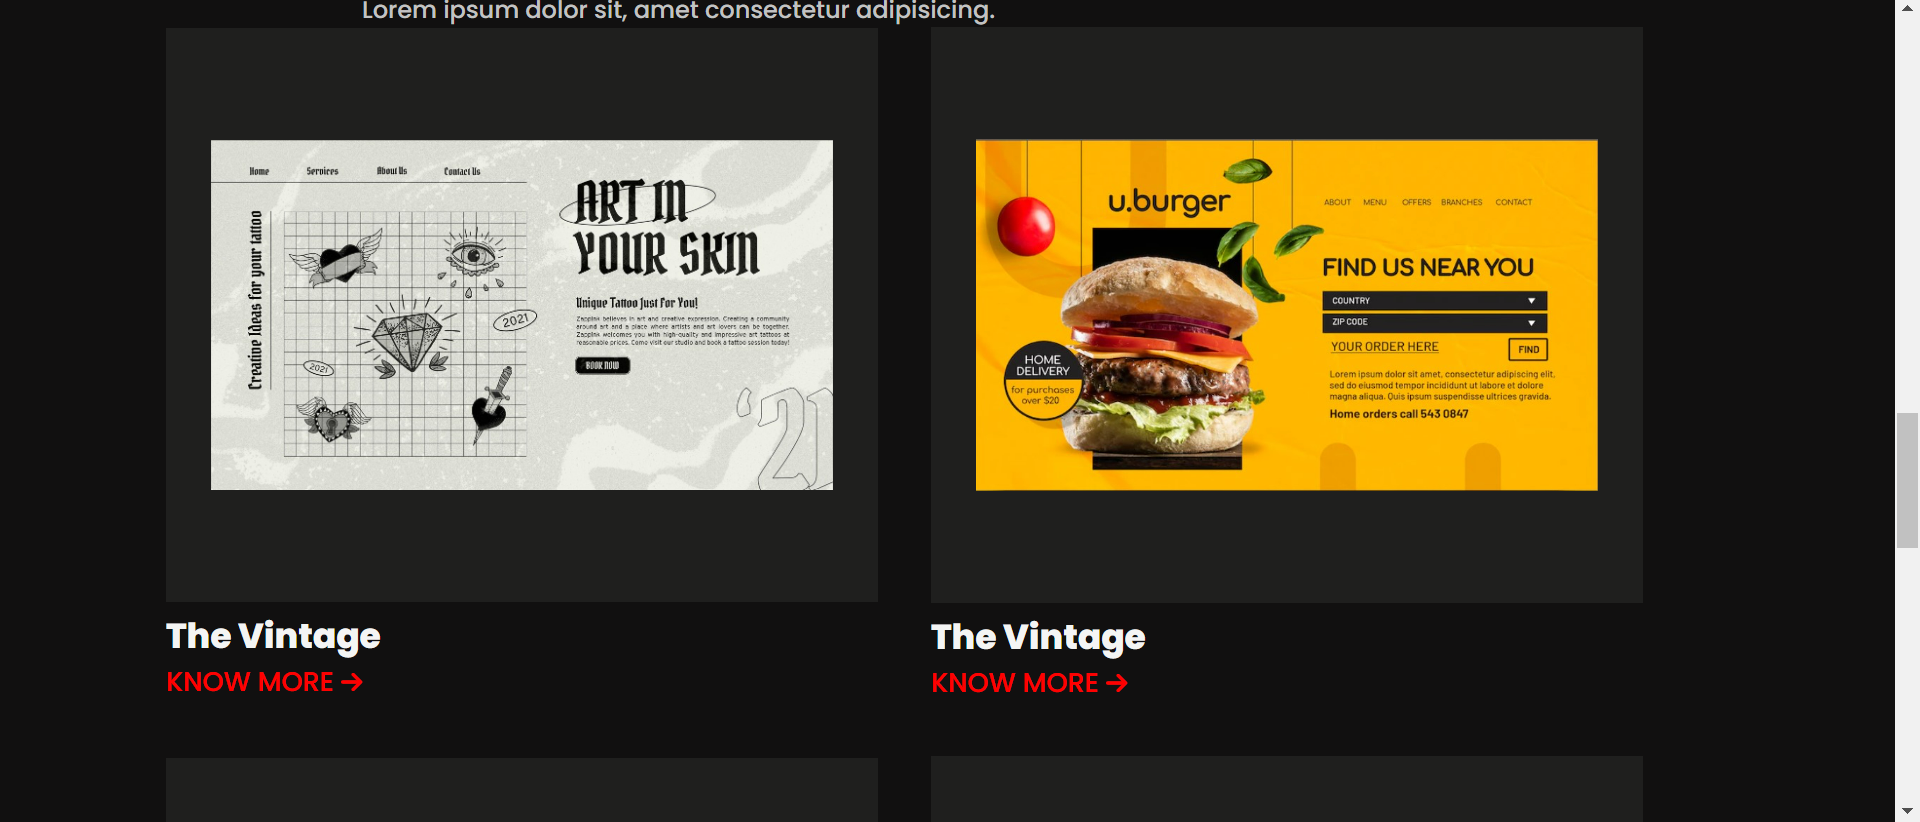 Lorem ipsum dolor sit, amet consectetur adipisicing.
Home Services About Us Contact Us
Creative Ideas for your tattoo
ART IN
YOUR SKIN
Unique Tattoo Just For You!
Zapplink believes in art and creative expression. Creating a community
around art and a place where artists and art lovers can be together.
Zapplink welcomes you with high-quality and impressive art tattoos at
reasonable prices. Come visit our studio and book a tattoo session today!
BOOK NOW
2021
2021
'21
The Vintage
KNOW MORE →
u.burger
ABOUT MENU OFFERS BRANCHES CONTACT
FIND US NEAR YOU
COUNTRY
ZIP CODE
YOUR ORDER HERE FIND
Lorem ipsum dolor sit amet, consectetur adipiscing elit,
sed do eiusmod tempor incididunt ut labore et dolore
magna aliqua. Quis ipsum suspendisse ultrices gravida.
Home orders call 543 0847
HOME
DELIVERY
for purchases
over $20
The Vintage
KNOW MORE →